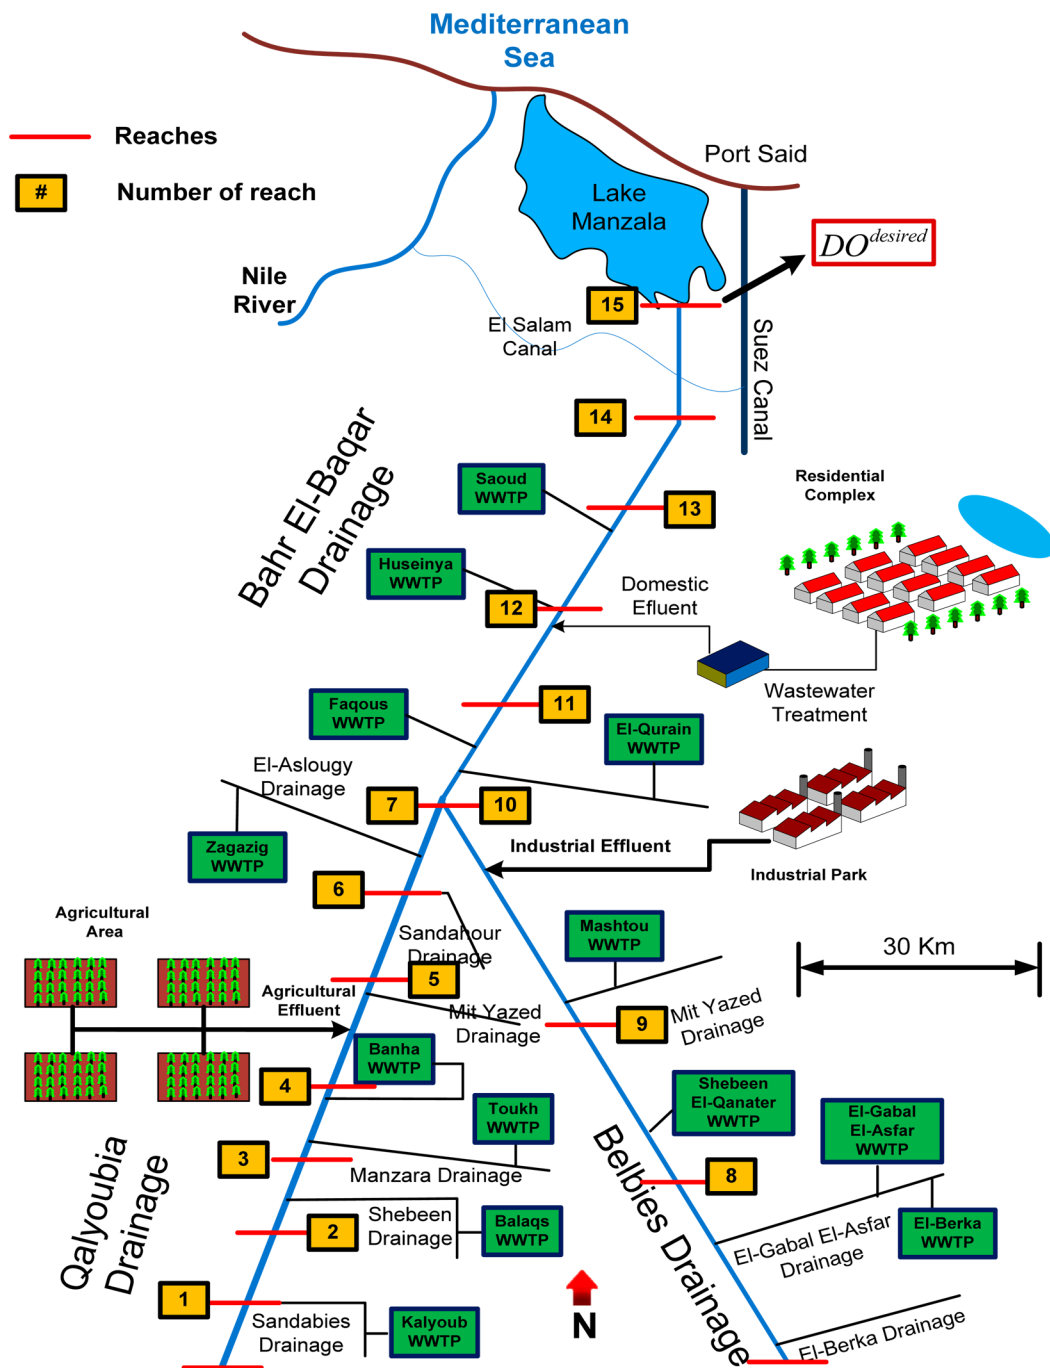 Mediterranean
Sea
Reaches
#
Number of reach
Port Said
Lake
Manzala
DO desired
Nile
River
15
El Salam
Canal
Suez Canal
14
Bahr El-Baqar
Drainage
Saoud
WWTP
13
Residential
Complex
Huseinya
WWTP
12
Domestic
Efluent
Wastewater
Treatment
Faqous
WWTP
11
El-Qurain
WWTP
El-Aslougy
Drainage
7
10
Zagazig
WWTP
Industrial Effluent
Industrial Park
6
Agricultural
Area
Sandahour
Drainage
Mashtou
WWTP
30 Km
5
Agricultural
Effluent
Mit Yazed
Drainage
9
Mit Yazed
Drainage
Banha
WWTP
4
Shebeen
El-Qanater
WWTP
Toukh
WWTP
El-Gabal
El-Asfar
WWTP
3
Manzara Drainage
8
Qalyoubia
Drainage
Belbies Drainage
Shebeen
Drainage
2
Balaqs
WWTP
El-Gabal El-Asfar
Drainage
El-Berka
WWTP
1
Sandabies
Drainage
Kalyoub
WWTP
N
El-Berka Drainage